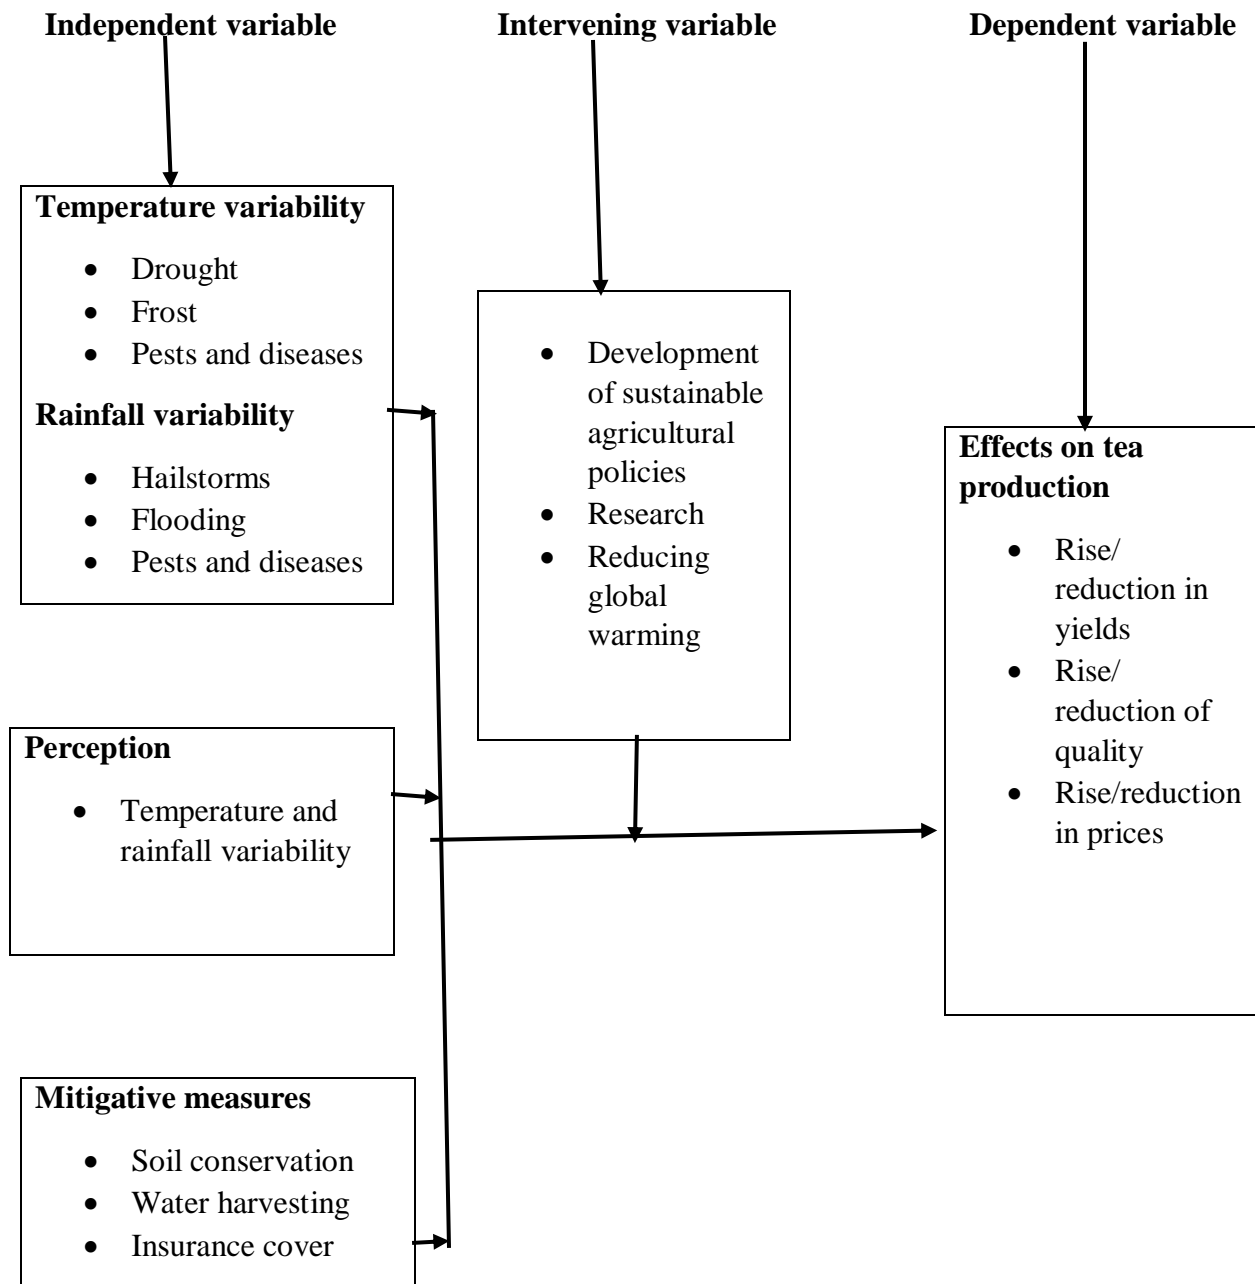 Independent variable
Intervening variable
Dependent variable
Temperature variability
• Drought
• Frost
• Pests and diseases
Rainfall variability
• Hailstorms
• Flooding
• Pests and diseases
Perception
• Temperature and
rainfall variability
Mitigative measures
• Soil conservation
• Water harvesting
• Insurance cover
• Development
of sustainable
agricultural
policies
• Research
• Reducing
global
warming
Effects on tea
production
• Rise/
reduction in
yields
• Rise/
reduction of
quality
• Rise/reduction
in prices